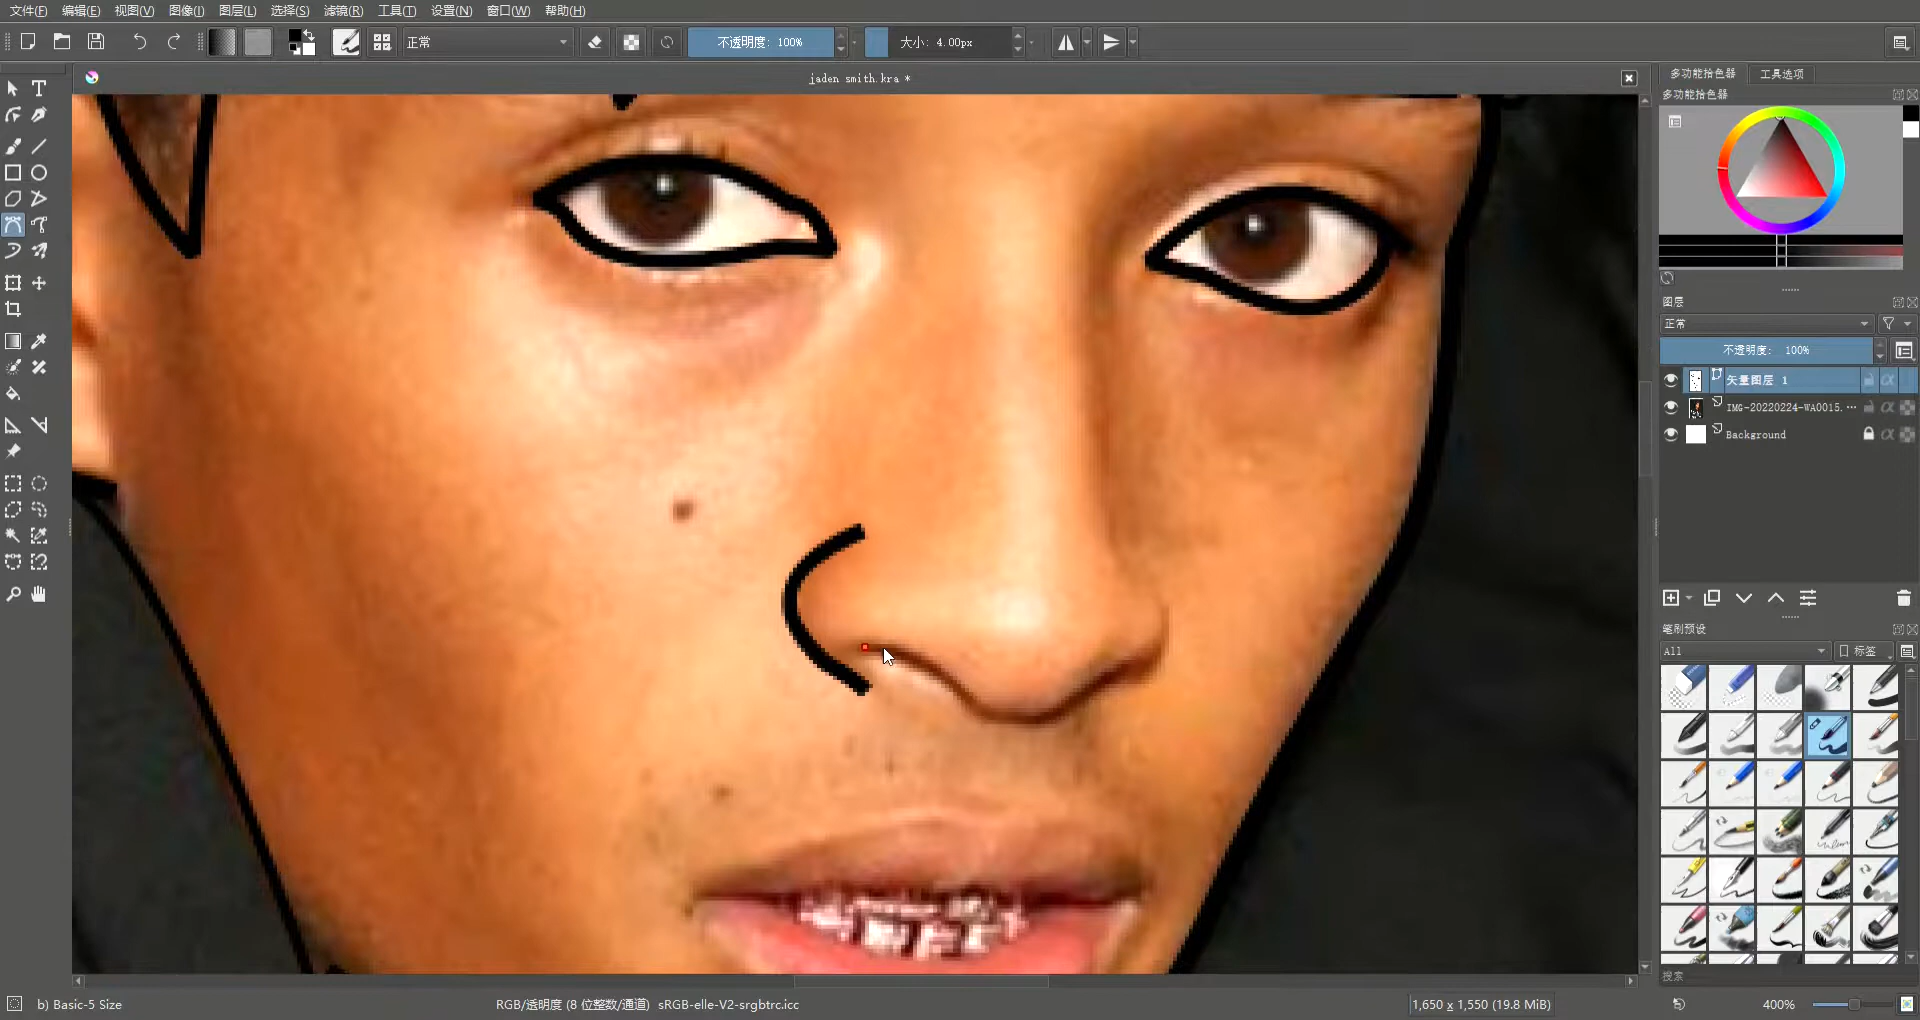 文件(F) 编辑(E) 视图(V) 图像(I) 图层(L) 选择(S) 滤镜(R) 工具(T) 设置(N) 窗口(W) 帮助(H)
正常 不透明度: 100% 大小: 4.00px
jaden smith.kra *
多功能拾色器 工具选项
多功能拾色器
图层
正常
不透明度: 100%
矢量图层 1
IMG-20220224-WA0015.…
Background
笔刷预设
All 标签
搜索
b) Basic-5 Size RGB/透明度 (8 位整数/通道) sRGB-elle-V2-srgbtrc.icc 1,650 x 1,550 (19.8 MiB) 400%